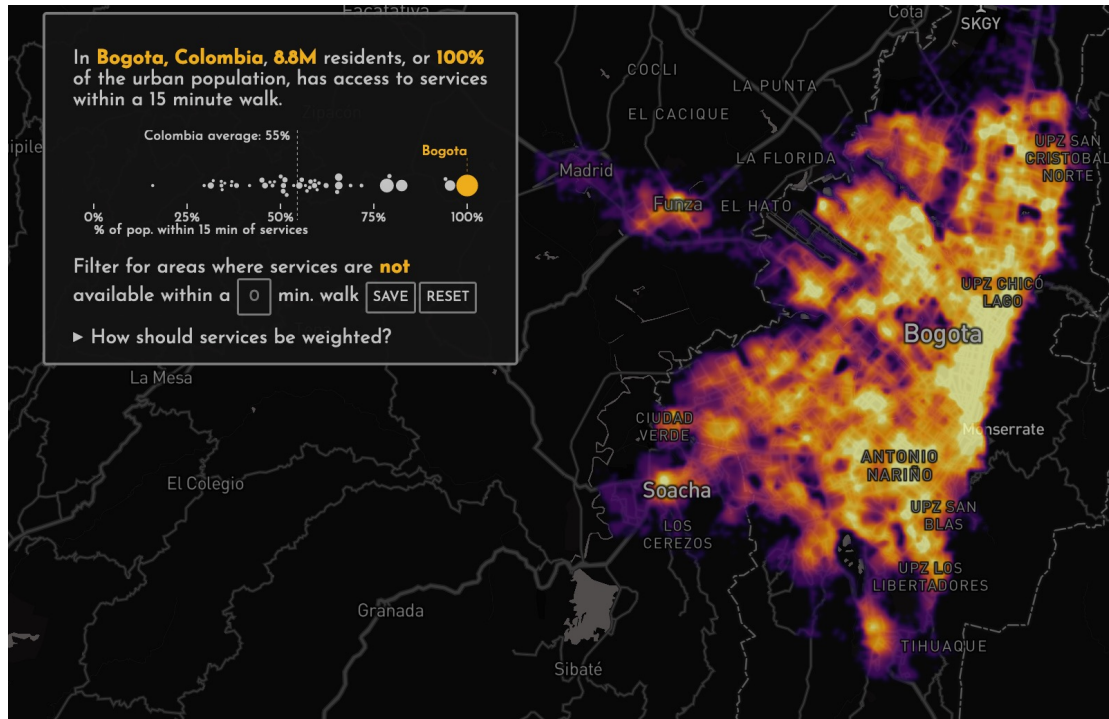 Facatativa
Cota
SKGY
In Bogota, Colombia, 8.8M residents, or 100%
of the urban population, has access to services
within a 15 minute walk.
Colombia average: 55%
Bogota
0%
25%
50%
75%
100%
% of pop. within 15 min of services
Filter for areas where services are not
available within a 0 min. walk SAVE RESET
▶ How should services be weighted?
COCLI
LA PUNTA
EL CACIQUE
UPZ SAN
CRISTOBAL
NORTE
LA FLORIDA
Madrid
Funza
EL HATO
UPZ CHICÓ
LAGO
Bogota
La Mesa
CIUDAD
VERDE
Monserrate
ANTONIO
NARIÑO
El Colegio
Soacha
UPZ SAN
BLAS
LOS
CEREZOS
UPZ LOS
LIBERTADORES
Granada
TIHUAQUE
Sibaté